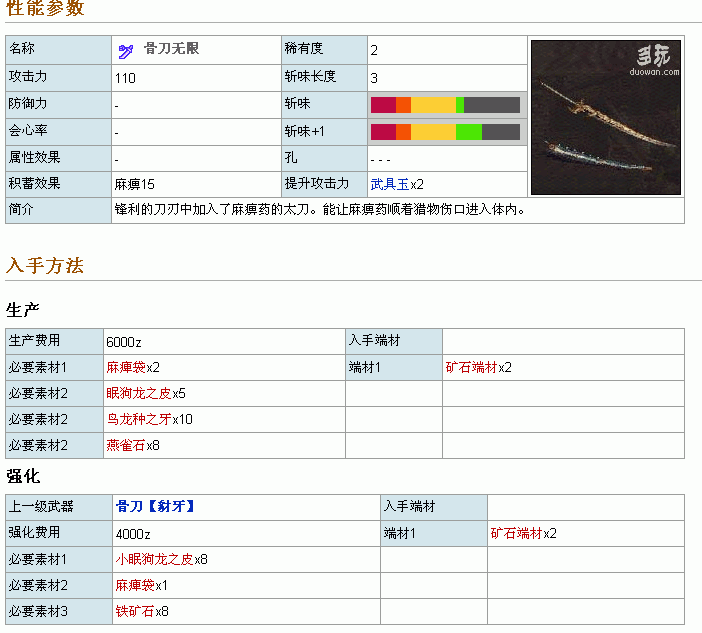 性能参数
名称 骨刀无限 稀有度 2
多玩
duowan.com
攻击力 110 斩味长度 3
防御力 - 斩味
会心率 - 斩味+1
属性效果 - 孔 - - -
积蓄效果 麻痹15 提升攻击力 武具玉x2
简介 锋利的刀刃中加入了麻痹药的太刀。能让麻痹药顺着猎物伤口进入体内。
入手方法
生产
生产费用 6000z 入手端材
必要素材1 麻痺袋x2 端材1 矿石端材x2
必要素材2 眠狗龙之皮x5
必要素材2 鸟龙种之牙x10
必要素材2 燕雀石x8
强化
上一级武器 骨刀【豺牙】 入手端材
强化费用 4000z 端材1 矿石端材x2
必要素材1 小眠狗龙之皮x8
必要素材2 麻痺袋x1
必要素材3 铁矿石x8